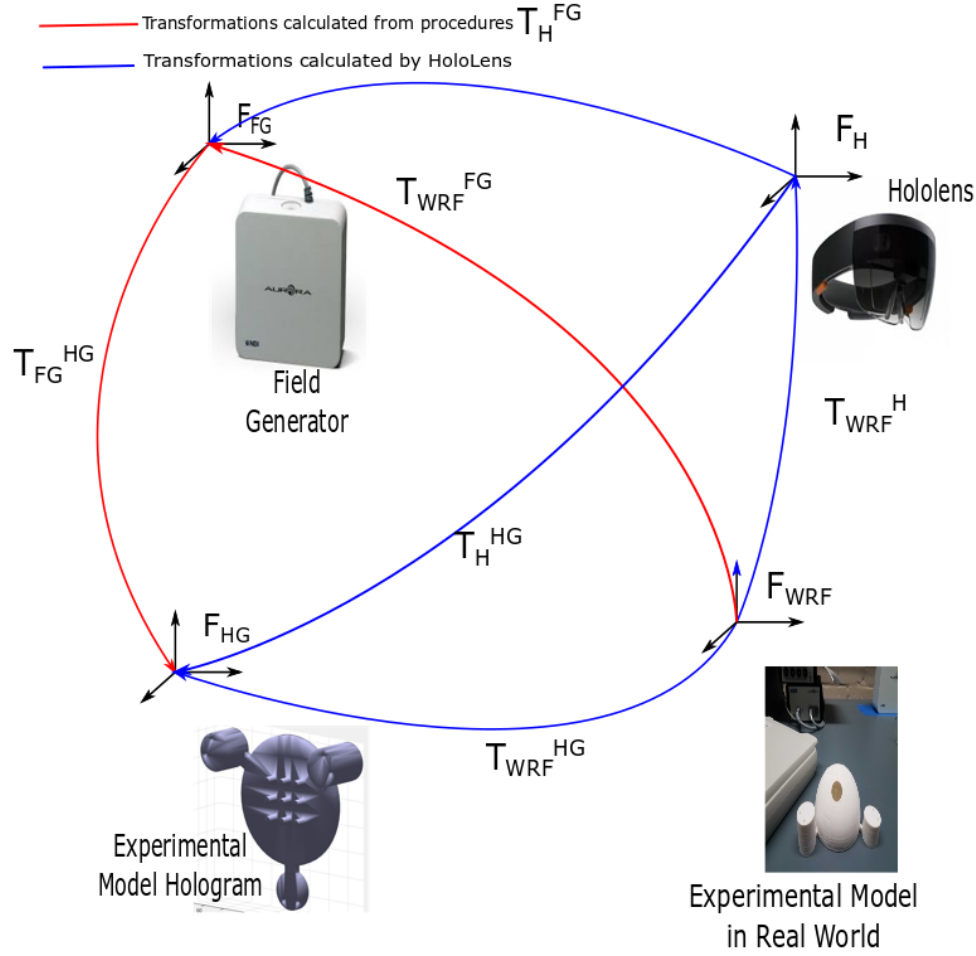 Transformations calculated from procedures
T_H^FG
Transformations calculated by HoloLens
F_FG
F_H
T_WRF^FG
Hololens
AURORA
NDI
T_FG^HG
Field
Generator
T_WRF^H
T_H^HG
F_WRF
F_HG
T_WRF^HG
Experimental
Model Hologram
Experimental Model
in Real World